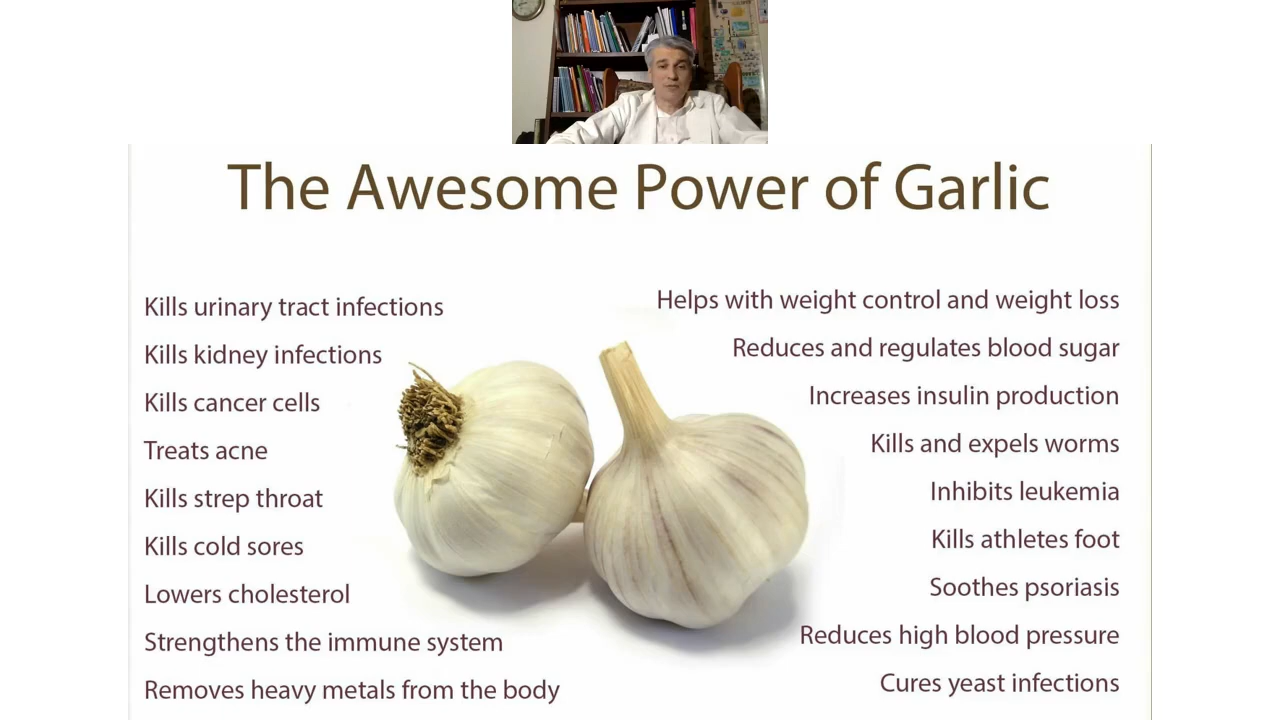 The Awesome Power of Garlic
Kills urinary tract infections
Kills kidney infections
Kills cancer cells
Treats acne
Kills strep throat
Kills cold sores
Lowers cholesterol
Strengthens the immune system
Removes heavy metals from the body
Helps with weight control and weight loss
Reduces and regulates blood sugar
Increases insulin production
Kills and expels worms
Inhibits leukemia
Kills athletes foot
Soothes psoriasis
Reduces high blood pressure
Cures yeast infections